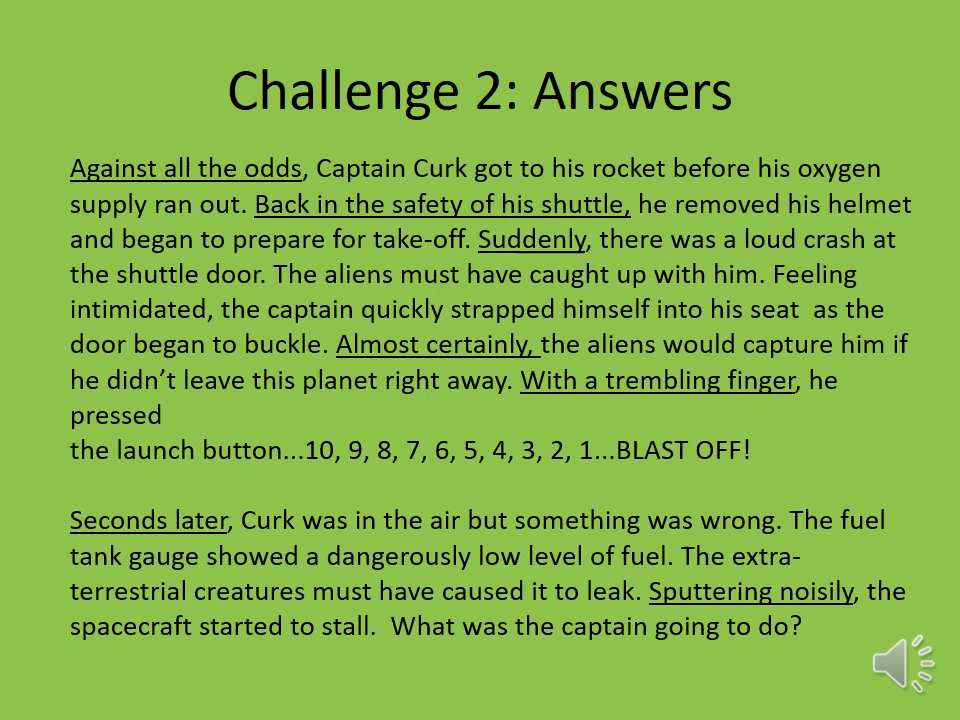 Challenge 2: Answers
Against all the odds, Captain Curk got to his rocket before his oxygen
supply ran out. Back in the safety of his shuttle, he removed his helmet
and began to prepare for take-off. Suddenly, there was a loud crash at
the shuttle door. The aliens must have caught up with him. Feeling
intimidated, the captain quickly strapped himself into his seat  as the
door began to buckle. Almost certainly, the aliens would capture him if
he didn’t leave this planet right away. With a trembling finger, he
pressed
the launch button...10, 9, 8, 7, 6, 5, 4, 3, 2, 1...BLAST OFF!
Seconds later, Curk was in the air but something was wrong. The fuel
tank gauge showed a dangerously low level of fuel. The extra-
terrestrial creatures must have caused it to leak. Sputtering noisily, the
spacecraft started to stall.  What was the captain going to do?